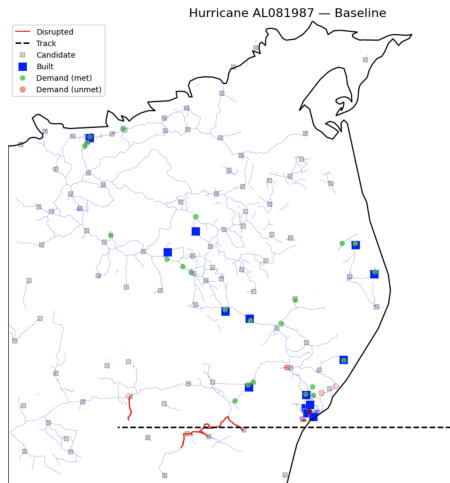 Hurricane AL081987 — Baseline
Disrupted
Track
Candidate
Built
Demand (met)
Demand (unmet)